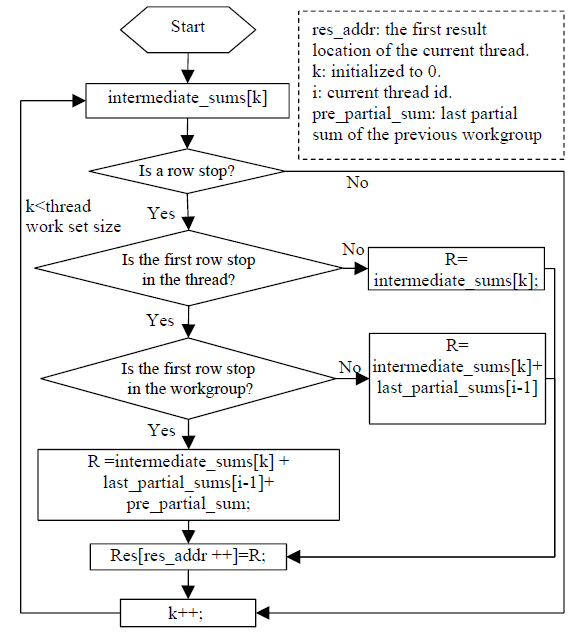 Start
res_addr: the first result
location of the current thread.
k: initialized to 0.
i: current thread id.
pre_partial_sum: last partial
sum of the previous workgroup
intermediate_sums[k]
Is a row stop?
No
k<thread
work set size
Yes
Is the first row stop
in the thread?
No
R=
intermediate_sums[k];
Yes
Is the first row stop
in the workgroup?
No
R=
intermediate_sums[k]+
last_partial_sums[i-1]
Yes
R =intermediate_sums[k] +
last_partial_sums[i-1]+
pre_partial_sum;
Res[res_addr ++]=R;
k++;